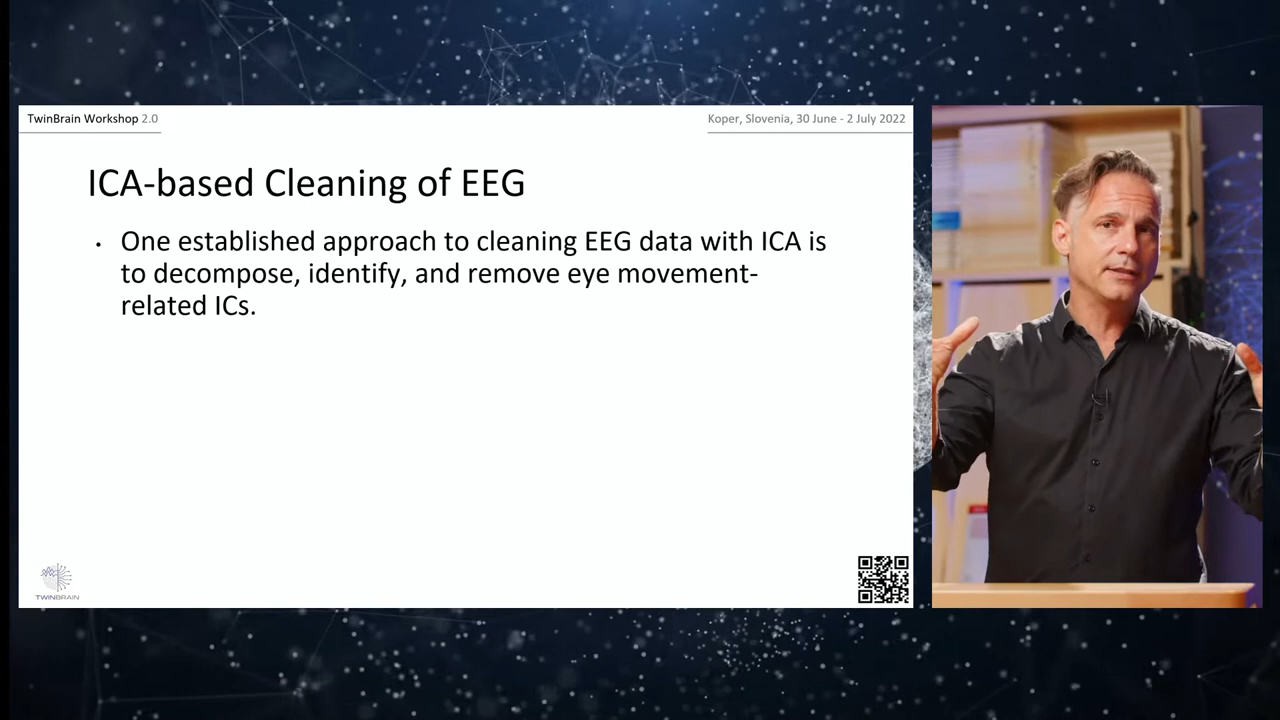 TwinBrain Workshop 2.0
Koper, Slovenia, 30 June - 2 July 2022
ICA-based Cleaning of EEG
• One established approach to cleaning EEG data with ICA is
to decompose, identify, and remove eye movement-
related ICs.
TWINBRAIN